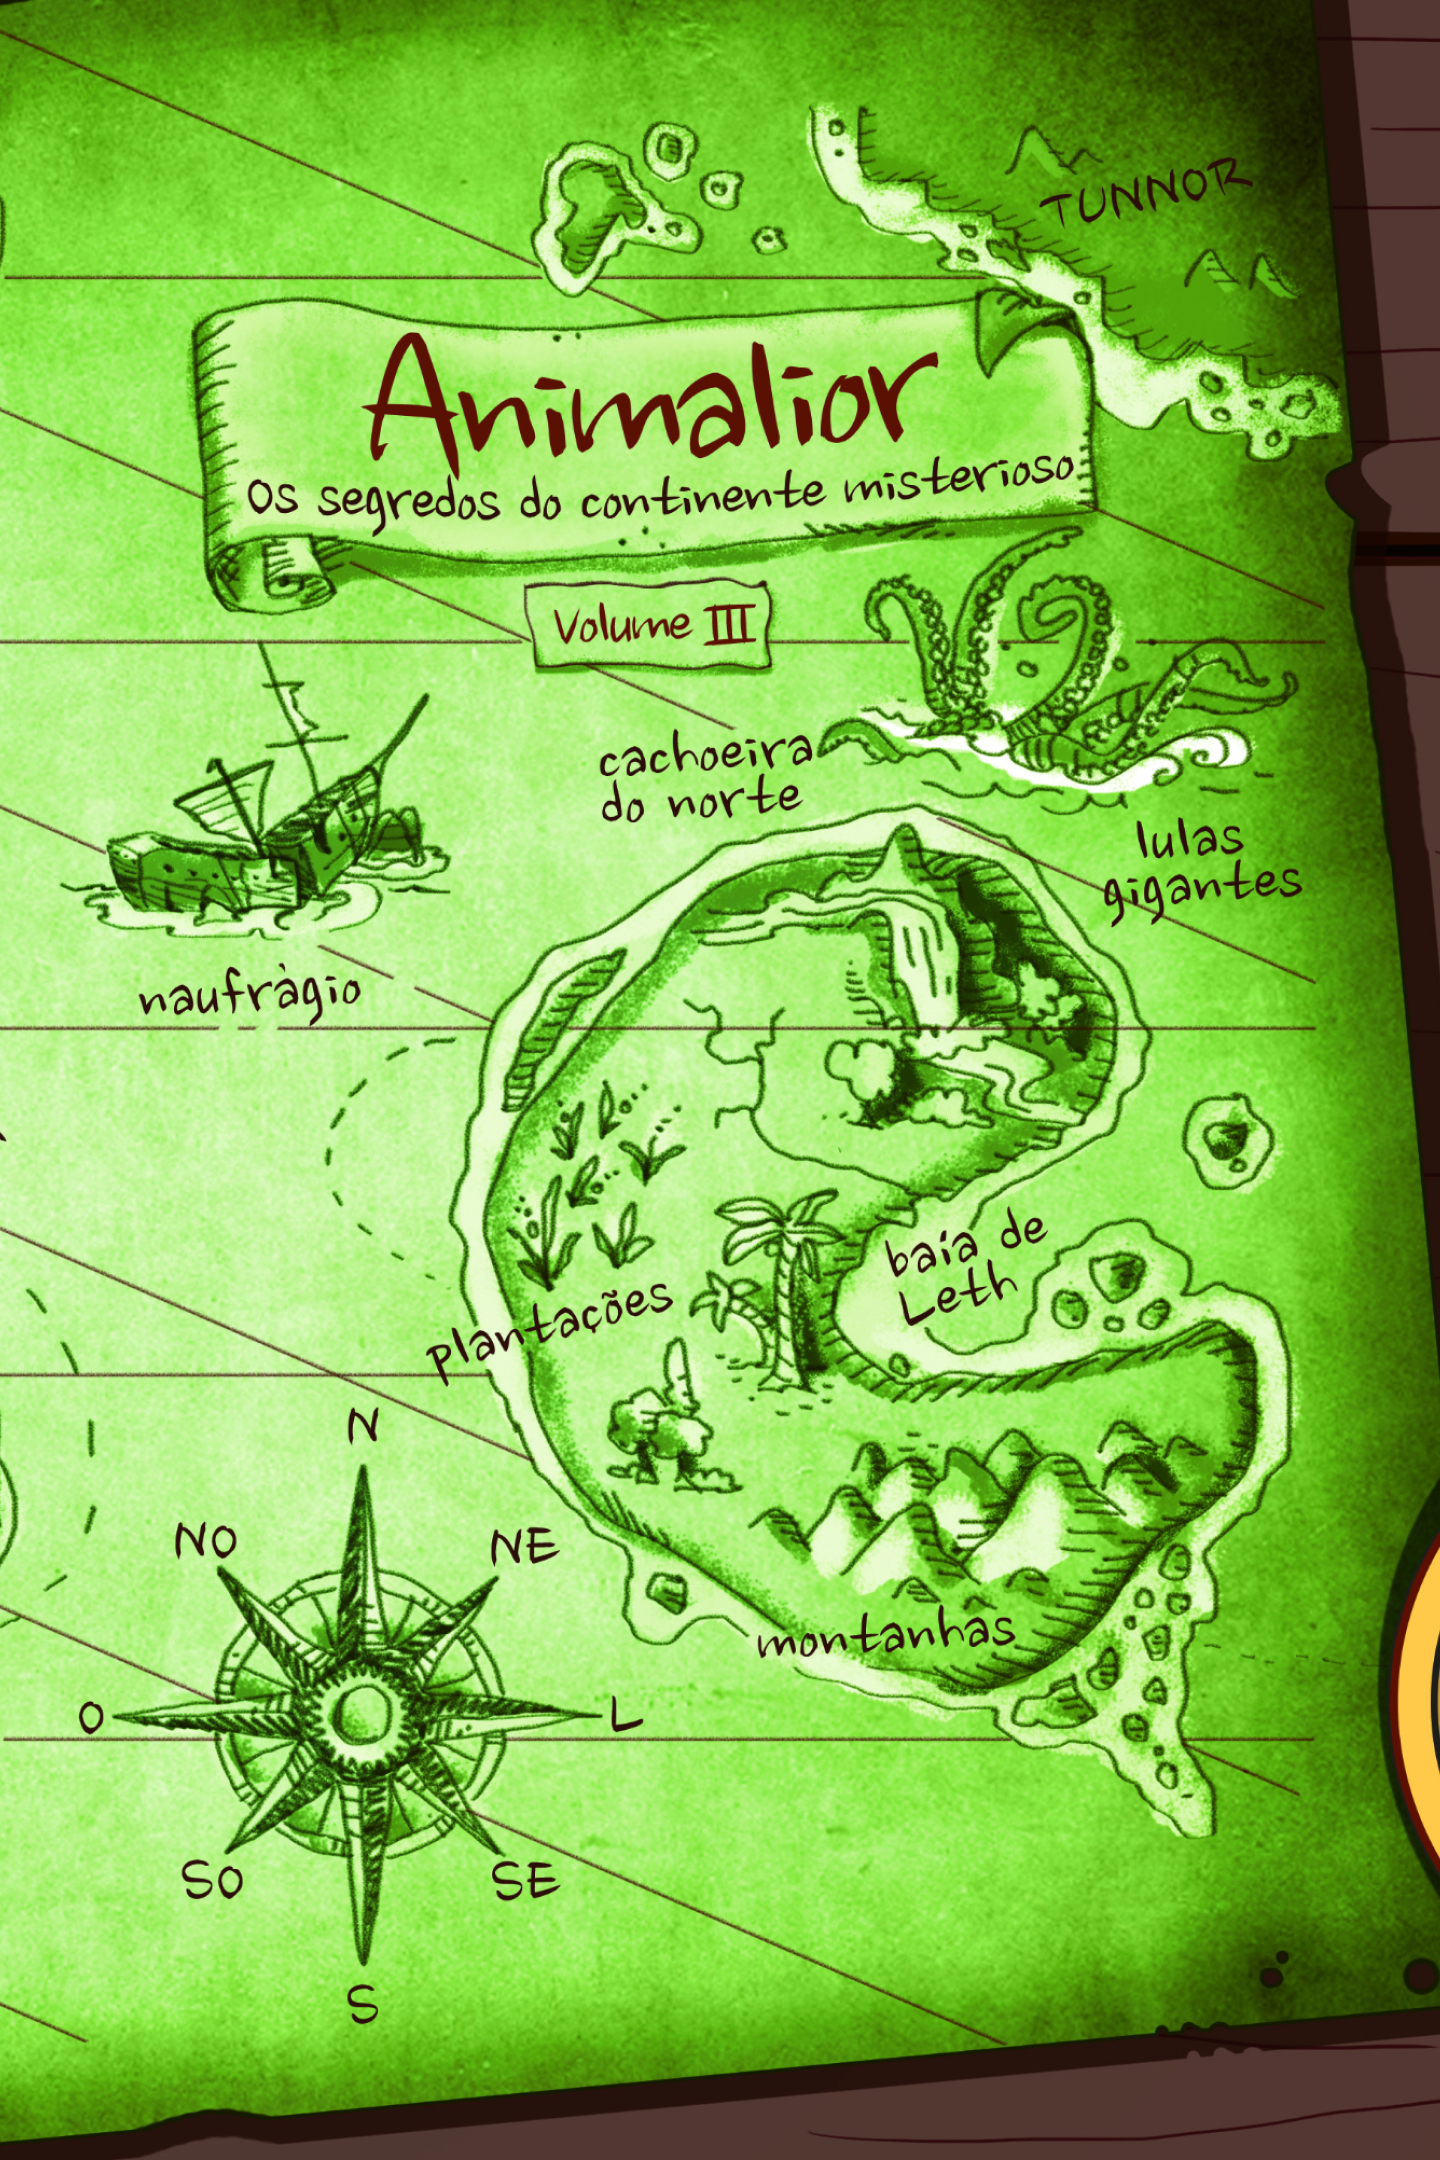 TUNNOR
Animalior
Os segredos do continente misterioso
Volume III
cachoeira
do norte
lulas
gigantes
naufràgio
baía de
Leth
plantações
N
NO
NE
montanhas
O
L
SO
SE
S